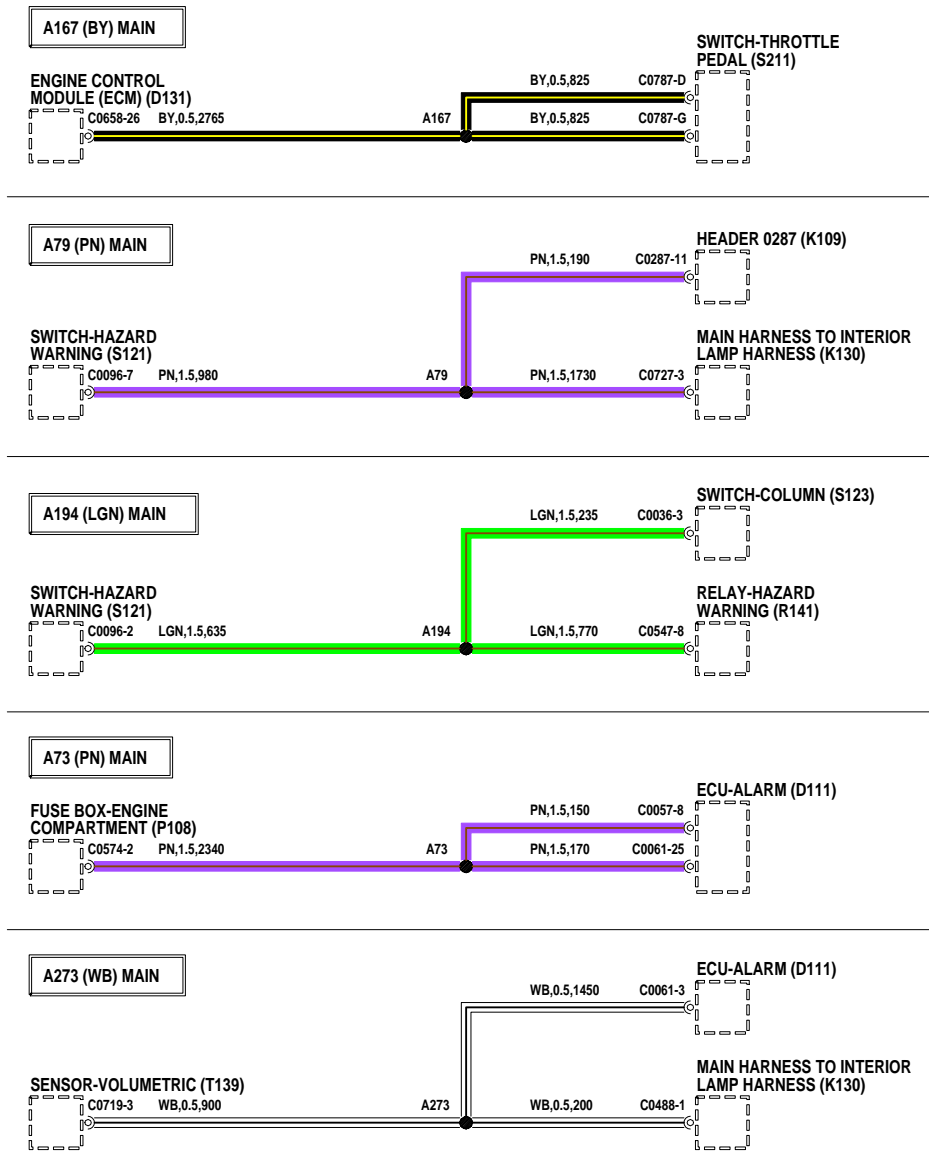 A167 (BY) MAIN
SWITCH-THROTTLE
PEDAL (S211)
ENGINE CONTROL
MODULE (ECM) (D131)
BY,0.5,825 C0787-D
C0658-26 BY,0.5,2765 A167 BY,0.5,825 C0787-G
A79 (PN) MAIN
HEADER 0287 (K109)
PN,1.5,190 C0287-11
SWITCH-HAZARD
WARNING (S121)
MAIN HARNESS TO INTERIOR
LAMP HARNESS (K130)
C0096-7 PN,1.5,980 A79 PN,1.5,1730 C0727-3
A194 (LGN) MAIN
SWITCH-COLUMN (S123)
LGN,1.5,235 C0036-3
SWITCH-HAZARD
WARNING (S121)
RELAY-HAZARD
WARNING (R141)
C0096-2 LGN,1.5,635 A194 LGN,1.5,770 C0547-8
A73 (PN) MAIN
ECU-ALARM (D111)
FUSE BOX-ENGINE
COMPARTMENT (P108)
PN,1.5,150 C0057-8
C0574-2 PN,1.5,2340 A73 PN,1.5,170 C0061-25
A273 (WB) MAIN
ECU-ALARM (D111)
WB,0.5,1450 C0061-3
SENSOR-VOLUMETRIC (T139)
MAIN HARNESS TO INTERIOR
LAMP HARNESS (K130)
C0719-3 WB,0.5,900 A273 WB,0.5,200 C0488-1